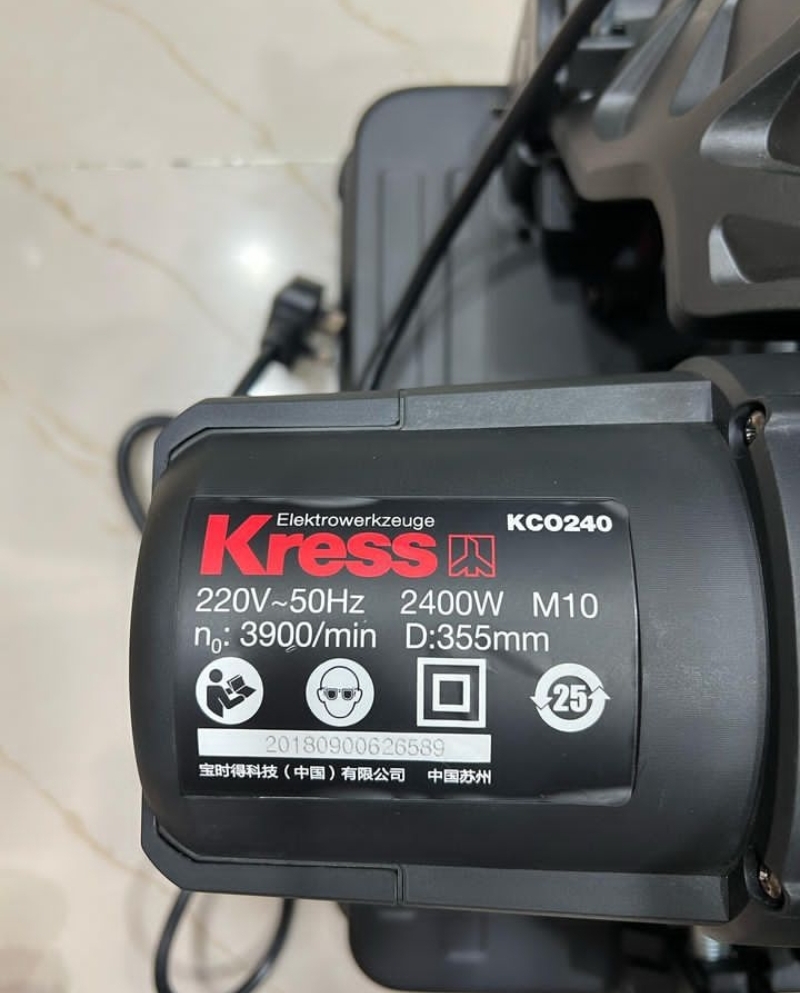 Elektrowerkzeuge
Kress KCO240
220V~50Hz 2400W M10
n₀: 3900/min D:355mm
25
20180900626589
宝时得科技（中国）有限公司 中国苏州